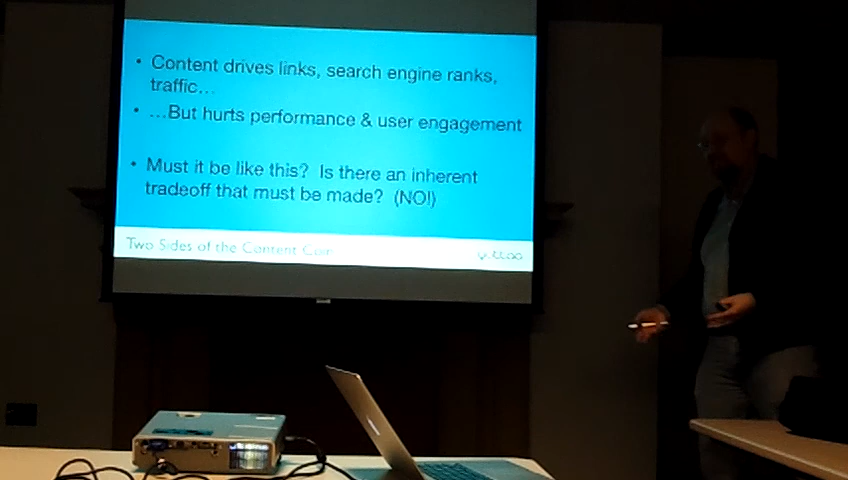 • Content drives links, search engine ranks,
traffic...
• ...But hurts performance & user engagement
• Must it be like this? Is there an inherent
tradeoff that must be made? (NO!)
Two Sides of the Content Coin